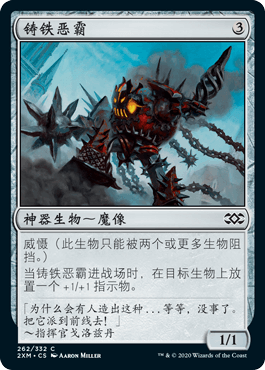 铸铁恶霸 3
神器生物～魔像
威慑（此生物只能被两个或更多生物阻
挡。）
当铸铁恶霸进战场时，在目标生物上放
置一个 +1/+1 指示物。
「为什么会有人造出这种...等等，没事了。
把它派到前线去！」
～指挥官戈洛兹丹
1/1
262/332 C
2XM • CS AARON MILLER
™ & © 2020 Wizards of the Coast